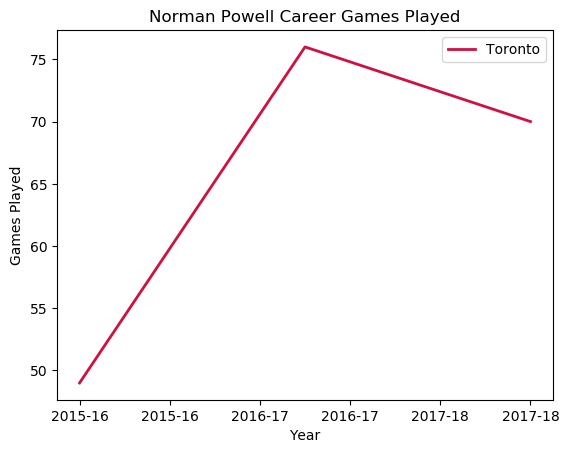 Norman Powell Career Games Played
Toronto
75
70
65
60
55
50
Games Played
2015-16 2015-16 2016-17 2016-17 2017-18 2017-18
Year